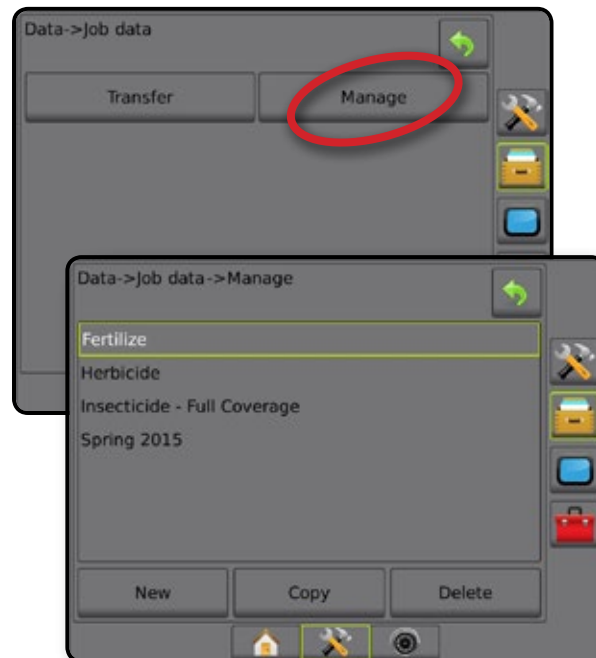 Data->Job data
Transfer
Manage
Data->Job data->Manage
Fertilize
Herbicide
Insecticide - Full Coverage
Spring 2015
New
Copy
Delete